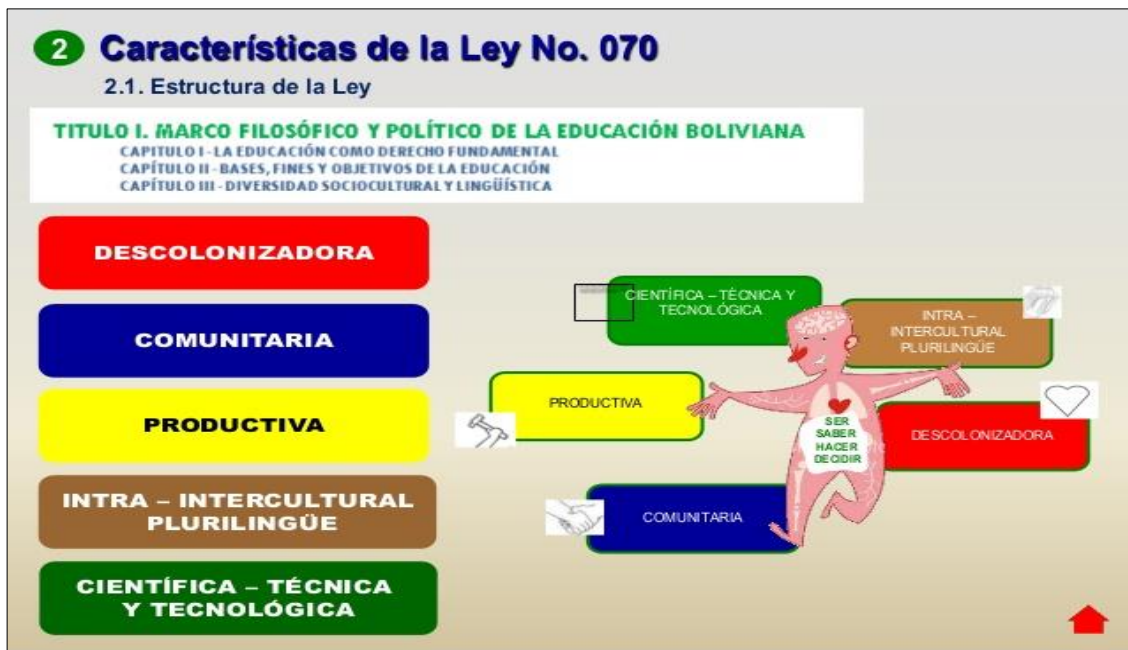 2 Características de la Ley No. 070
2.1. Estructura de la Ley
TITULO I. MARCO FILOSÓFICO Y POLÍTICO DE LA EDUCACIÓN BOLIVIANA
CAPITULO I - LA EDUCACIÓN COMO DERECHO FUNDAMENTAL
CAPÍTULO II - BASES, FINES Y OBJETIVOS DE LA EDUCACIÓN
CAPÍTULO III - DIVERSIDAD SOCIOCULTURAL Y LINGÜÍSTICA
DESCOLONIZADORA
COMUNITARIA
PRODUCTIVA
INTRA – INTERCULTURAL
PLURILINGÜE
CIENTÍFICA – TÉCNICA
Y TECNOLÓGICA
CIENTÍFICA – TÉCNICA Y
TECNOLÓGICA
INTRA –
INTERCULTURAL
PLURILINGÜE
PRODUCTIVA
DESCOLONIZADORA
COMUNITARIA
SER
SABER
HACER
DECIDIR